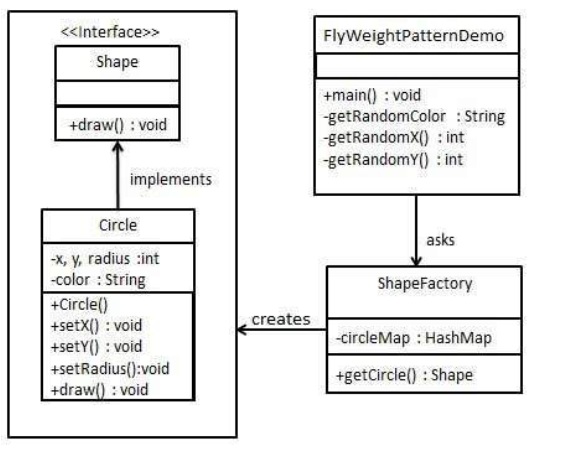 <<Interface>>
Shape
+draw() : void
implements
Circle
-x, y, radius :int
-color : String
+Circle()
+setX() : void
+setY() : void
+setRadius():void
+draw() : void
FlyWeightPatternDemo
+main() : void
-getRandomColor : String
-getRandomX() : int
-getRandomY() : int
asks
ShapeFactory
-circleMap : HashMap
+getCircle() : Shape
creates